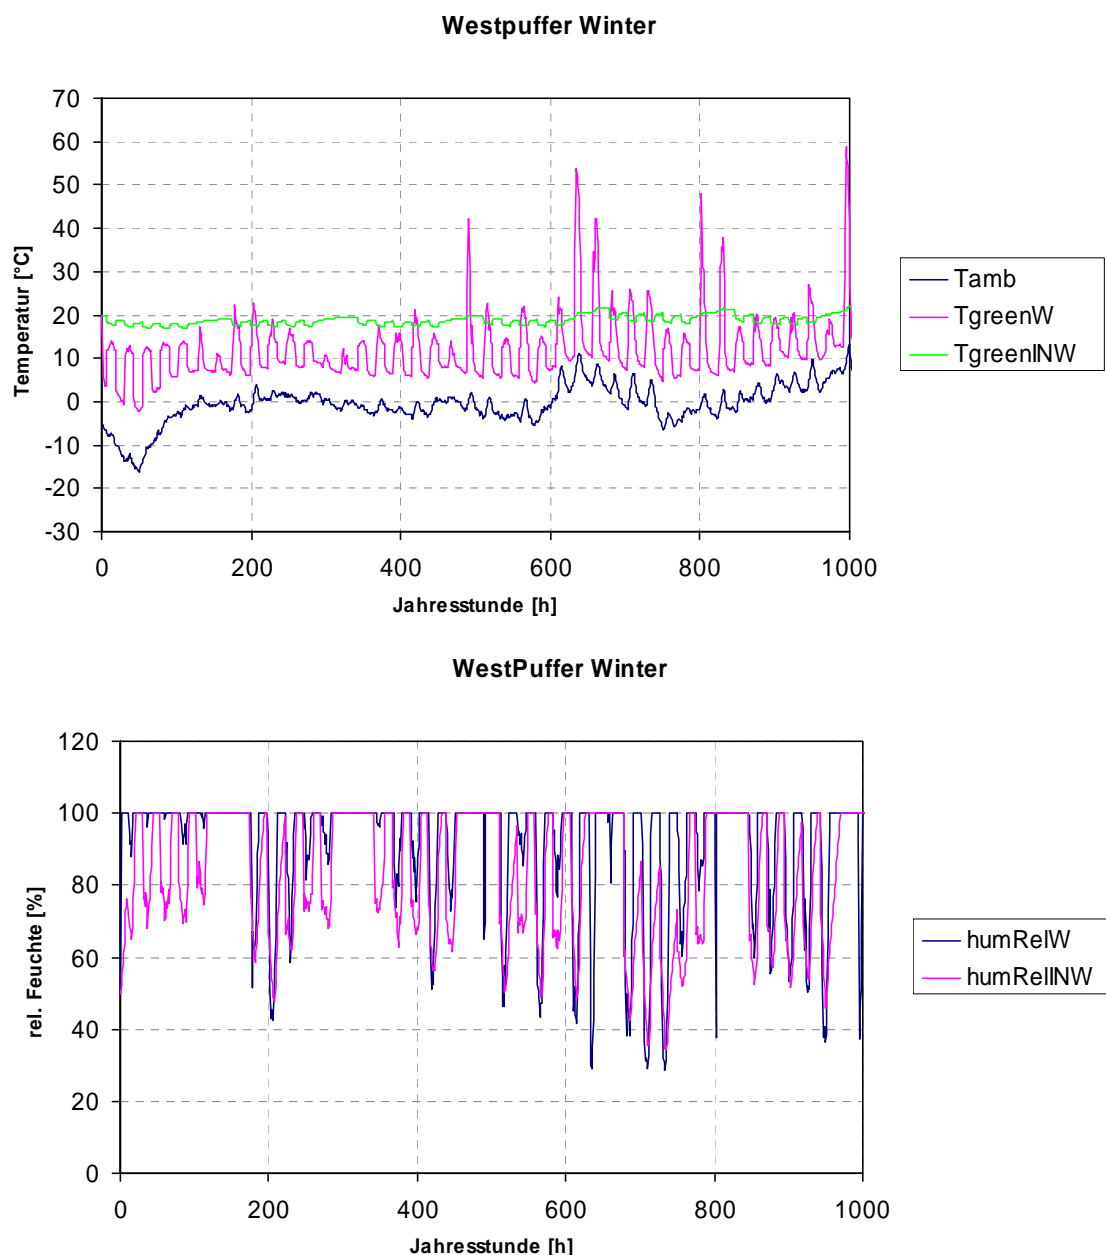 Westpuffer Winter
70
60
50
40
30
20
10
0
-10
-20
-30
Temperatur [°C]
0 200 400 600 800 1000
Jahresstunde [h]
Tamb
TgreenW
TgreenINW
WestPuffer Winter
120
100
80
60
40
20
0
rel. Feuchte [%]
0 200 400 600 800 1000
Jahresstunde [h]
humRelW
humRelINW